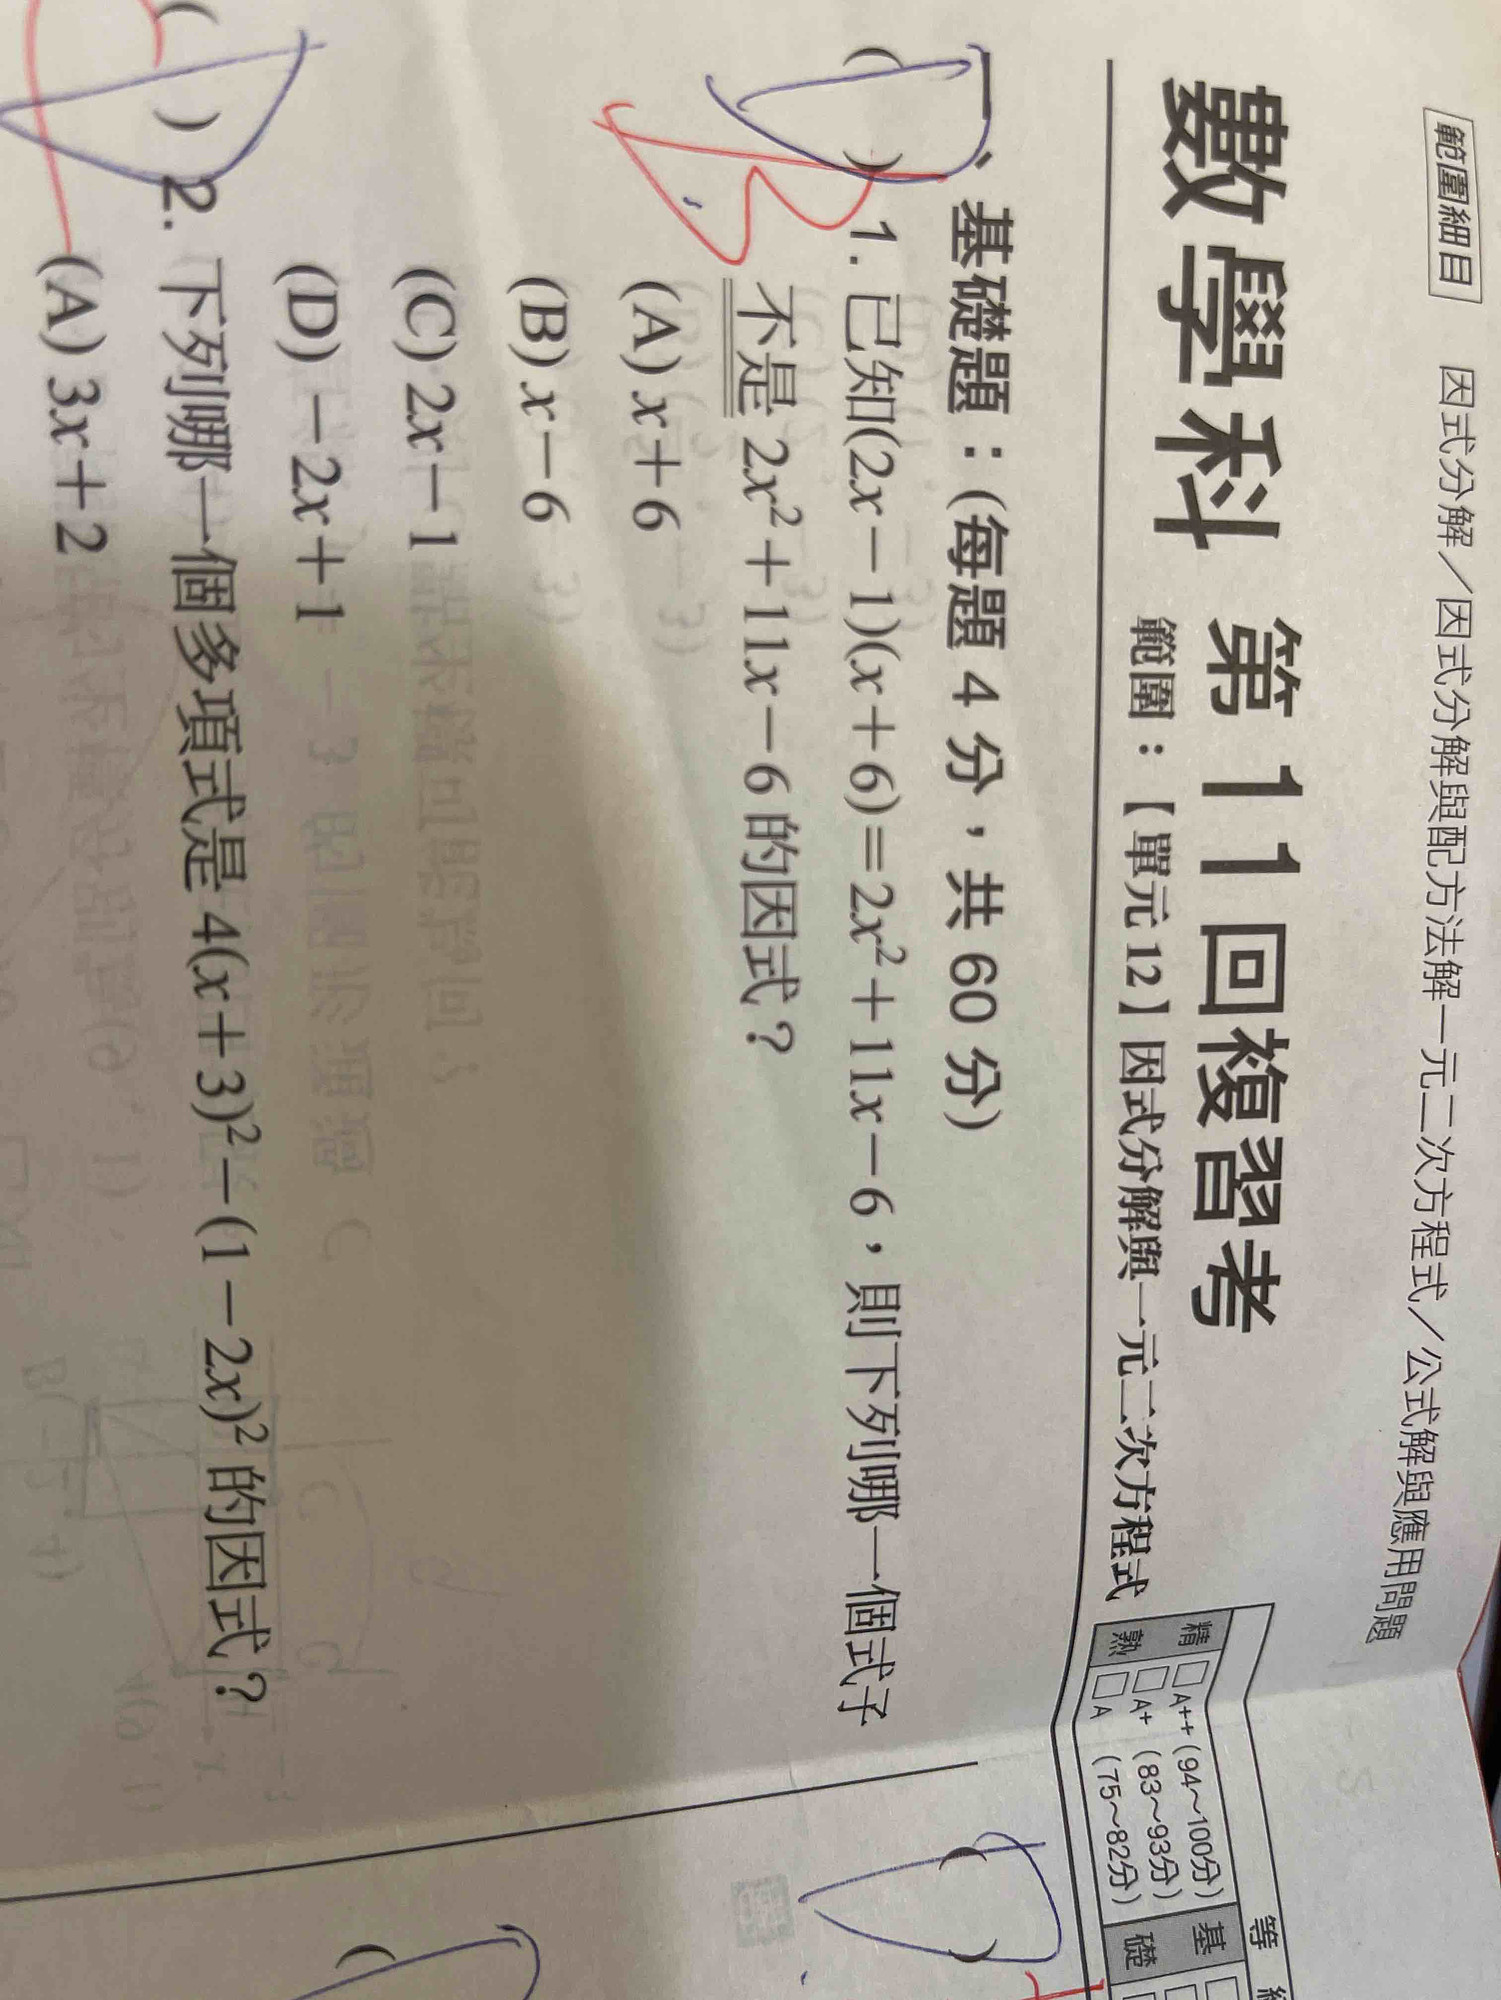 範圍細目 因式分解／因式分解與配方法解一元二次方程式／公式解與應用問題
數學科 第11回複習考
範圍：【單元12】因式分解與一元二次方程式
精熟
□A++(94～100分)
□A+ (83～93分)
□A (75～82分)
等
基礎
一、基礎題：(每題 4 分，共 60 分)
( D ) B 1. 已知(2x－1)(x＋6)＝2x²＋11x－6，則下列哪一個式子
不是 2x²＋11x－6 的因式？
(A) x＋6
(B) x－6
(C) 2x－1
(D) －2x＋1
( ) 2. 下列哪一個多項式是 4(x＋3)²－(1－2x)² 的因式？
(A) 3x＋2